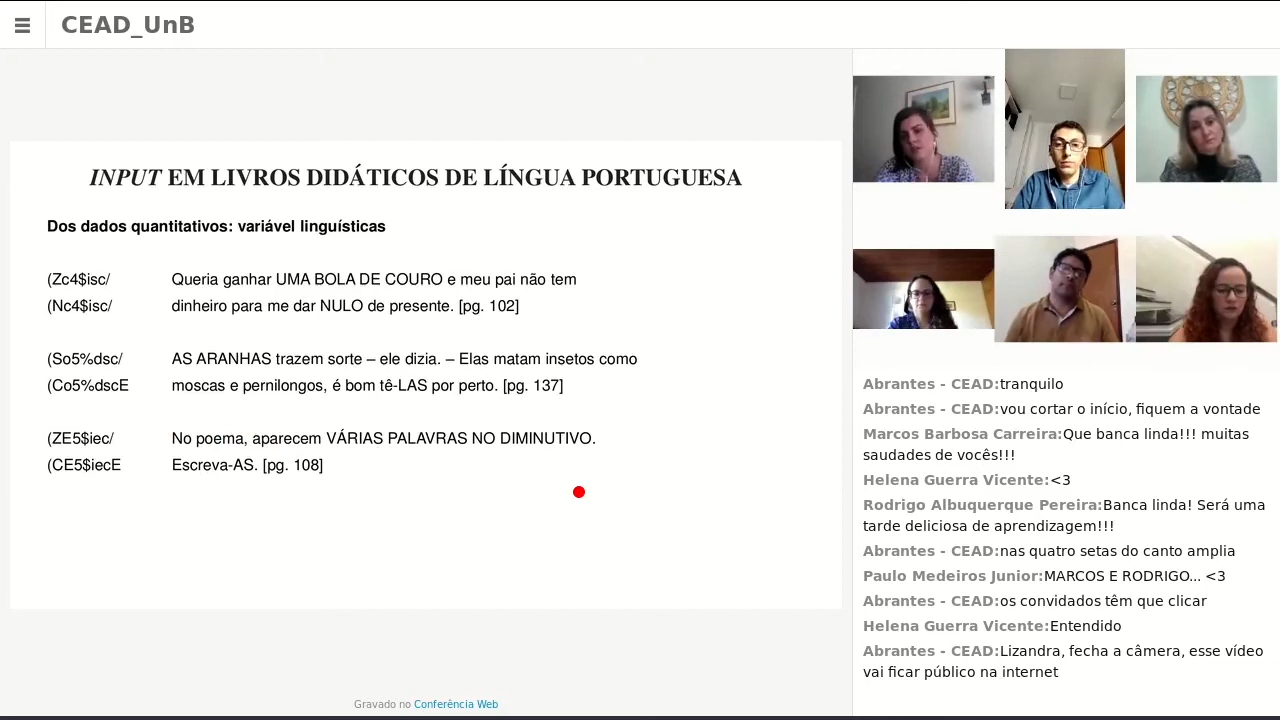 CEAD_UnB
INPUT EM LIVROS DIDÁTICOS DE LÍNGUA PORTUGUESA
Dos dados quantitativos: variável linguísticas
(Zc4$isc/ Queria ganhar UMA BOLA DE COURO e meu pai não tem
(Nc4$isc/ dinheiro para me dar NULO de presente. [pg. 102]
(So5%dsc/ AS ARANHAS trazem sorte – ele dizia. – Elas matam insetos como
(Co5%dscE moscas e pernilongos, é bom tê-LAS por perto. [pg. 137]
(ZE5$iec/ No poema, aparecem VÁRIAS PALAVRAS NO DIMINUTIVO.
(CE5$iecE Escreva-AS. [pg. 108]
Gravado no Conferência Web
Abrantes - CEAD:tranquilo
Abrantes - CEAD:vou cortar o início, fiquem a vontade
Marcos Barbosa Carreira:Que banca linda!!! muitas
saudades de vocês!!!
Helena Guerra Vicente:<3
Rodrigo Albuquerque Pereira:Banca linda! Será uma
tarde deliciosa de aprendizagem!!!
Abrantes - CEAD:nas quatro setas do canto amplia
Paulo Medeiros Junior:MARCOS E RODRIGO... <3
Abrantes - CEAD:os convidados têm que clicar
Helena Guerra Vicente:Entendido
Abrantes - CEAD:Lizandra, fecha a câmera, esse vídeo
vai ficar público na internet